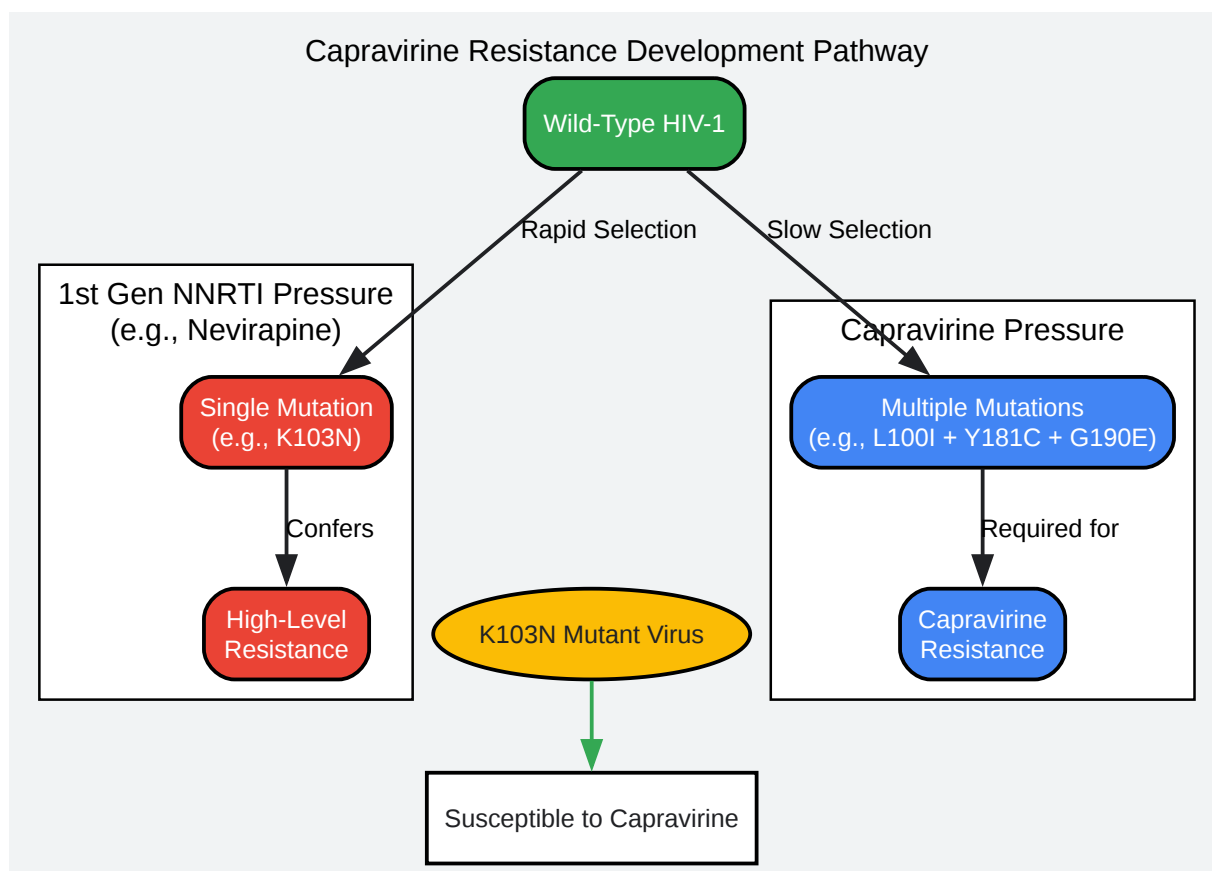 Capravirine Resistance Development Pathway
Wild-Type HIV-1
Rapid Selection
Slow Selection
1st Gen NNRTI Pressure
(e.g., Nevirapine)
Capravirine Pressure
Single Mutation
(e.g., K103N)
Multiple Mutations
(e.g., L100I + Y181C + G190E)
Confers
Required for
High-Level
Resistance
K103N Mutant Virus
Capravirine
Resistance
Susceptible to Capravirine